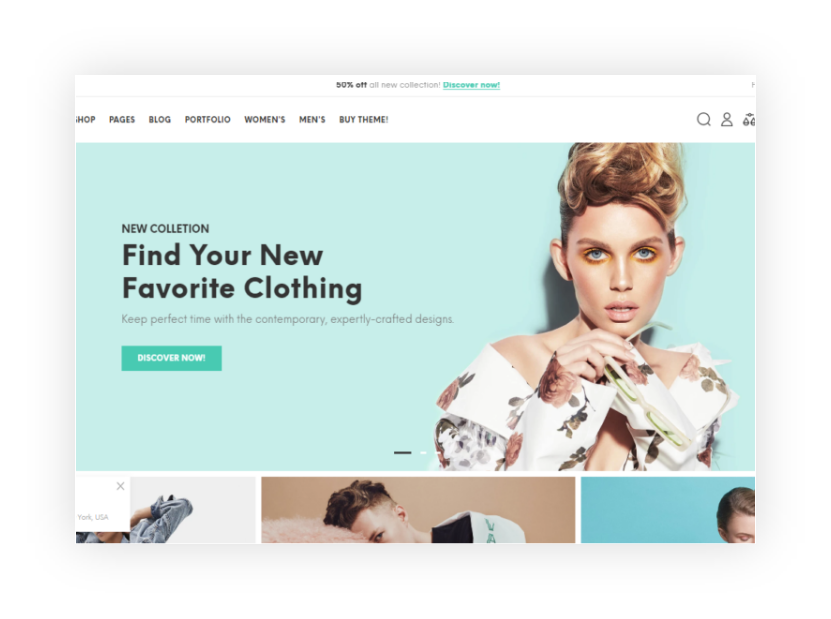 50% off all new collection! Discover now!
SHOP PAGES BLOG PORTFOLIO WOMEN'S MEN'S BUY THEME!
NEW COLLETION
Find Your New
Favorite Clothing
Keep perfect time with the contemporary, expertly-crafted designs.
DISCOVER NOW!
York, USA